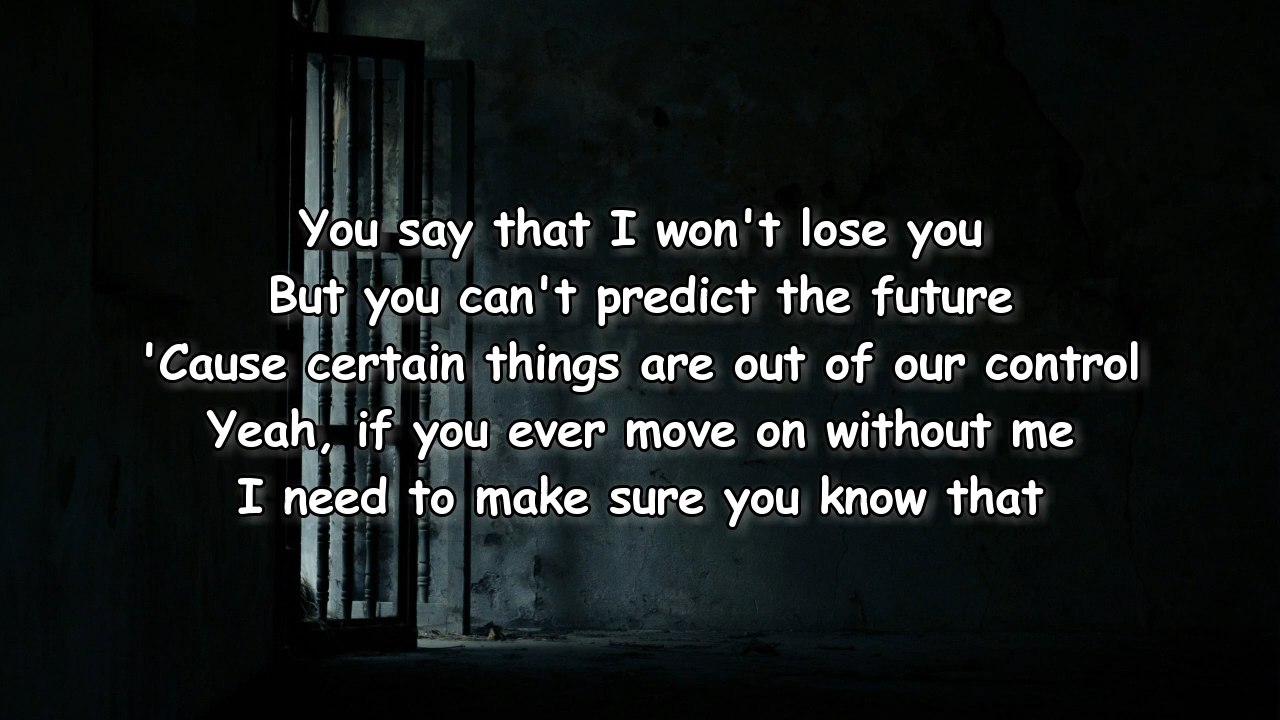 You say that I won't lose you
But you can't predict the future
'Cause certain things are out of our control
Yeah, if you ever move on without me
I need to make sure you know that